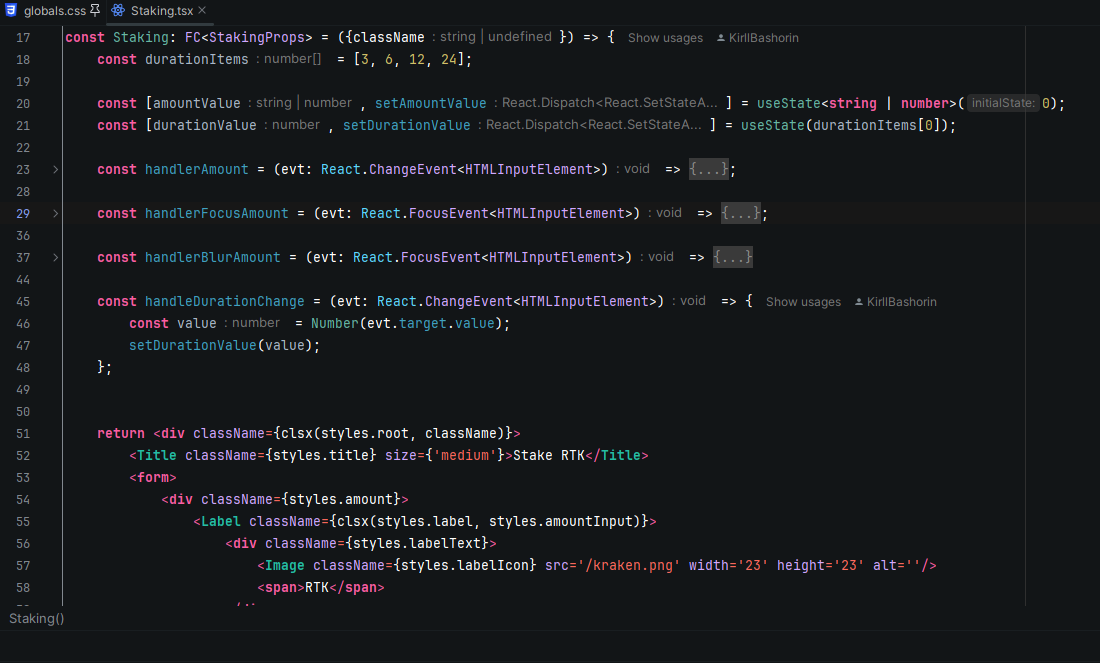 globals.css Staking.tsx
17 const Staking: FC<StakingProps> = ({className : string | undefined }) => { Show usages KirllBashorin
18 const durationItems : number[] = [3, 6, 12, 24];
19
20 const [amountValue : string | number , setAmountValue : React.Dispatch<React.SetStateA... ] = useState<string | number>( initialState: 0);
21 const [durationValue : number , setDurationValue : React.Dispatch<React.SetStateA... ] = useState(durationItems[0]);
22
23 const handlerAmount = (evt: React.ChangeEvent<HTMLInputElement>) : void => {...};
28
29 const handlerFocusAmount = (evt: React.FocusEvent<HTMLInputElement>) : void => {...};
36
37 const handlerBlurAmount = (evt: React.FocusEvent<HTMLInputElement>) : void => {...}
44
45 const handleDurationChange = (evt: React.ChangeEvent<HTMLInputElement>) : void => { Show usages KirllBashorin
46 const value : number = Number(evt.target.value);
47 setDurationValue(value);
48 };
49
50
51 return <div className={clsx(styles.root, className)}>
52 <Title className={styles.title} size={'medium'}>Stake RTK</Title>
53 <form>
54 <div className={styles.amount}>
55 <Label className={clsx(styles.label, styles.amountInput)}>
56 <div className={styles.labelText}>
57 <Image className={styles.labelIcon} src='/kraken.png' width='23' height='23' alt=''/>
58 <span>RTK</span>
Staking()